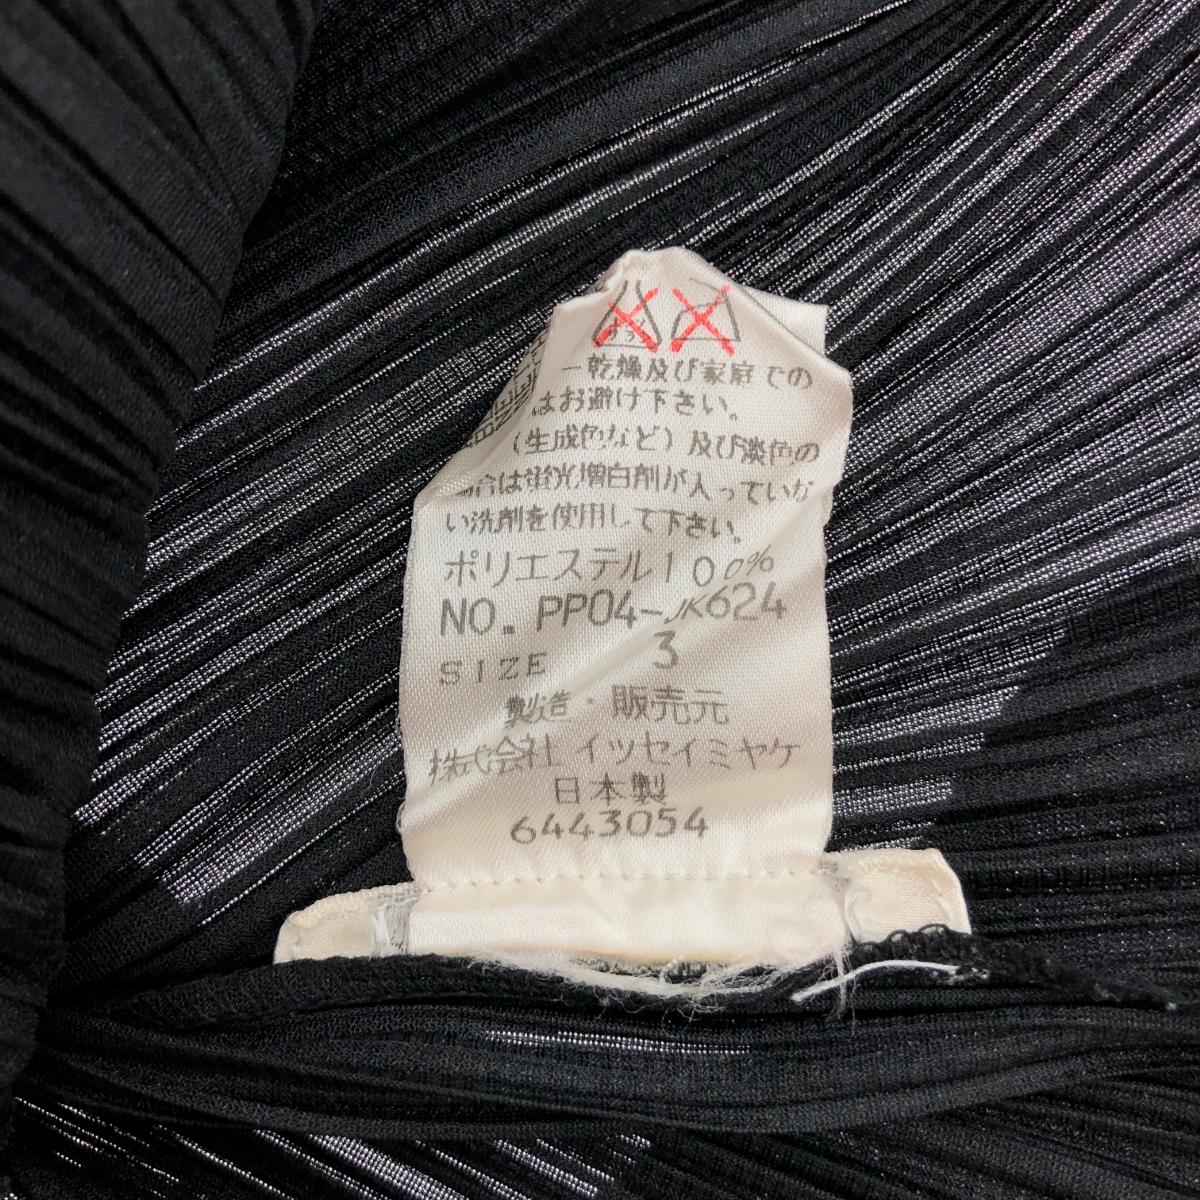 ー乾燥及び家庭での
はお避け下さい。
（生成色など）及び淡色の
場合は蛍光増白剤が入っていな
い洗剤を使用して下さい。
ポリエステル100%
NO. PP04-JK624
SIZE 3
製造・販売元
株式会社イッセイミヤケ
日本製
6443054